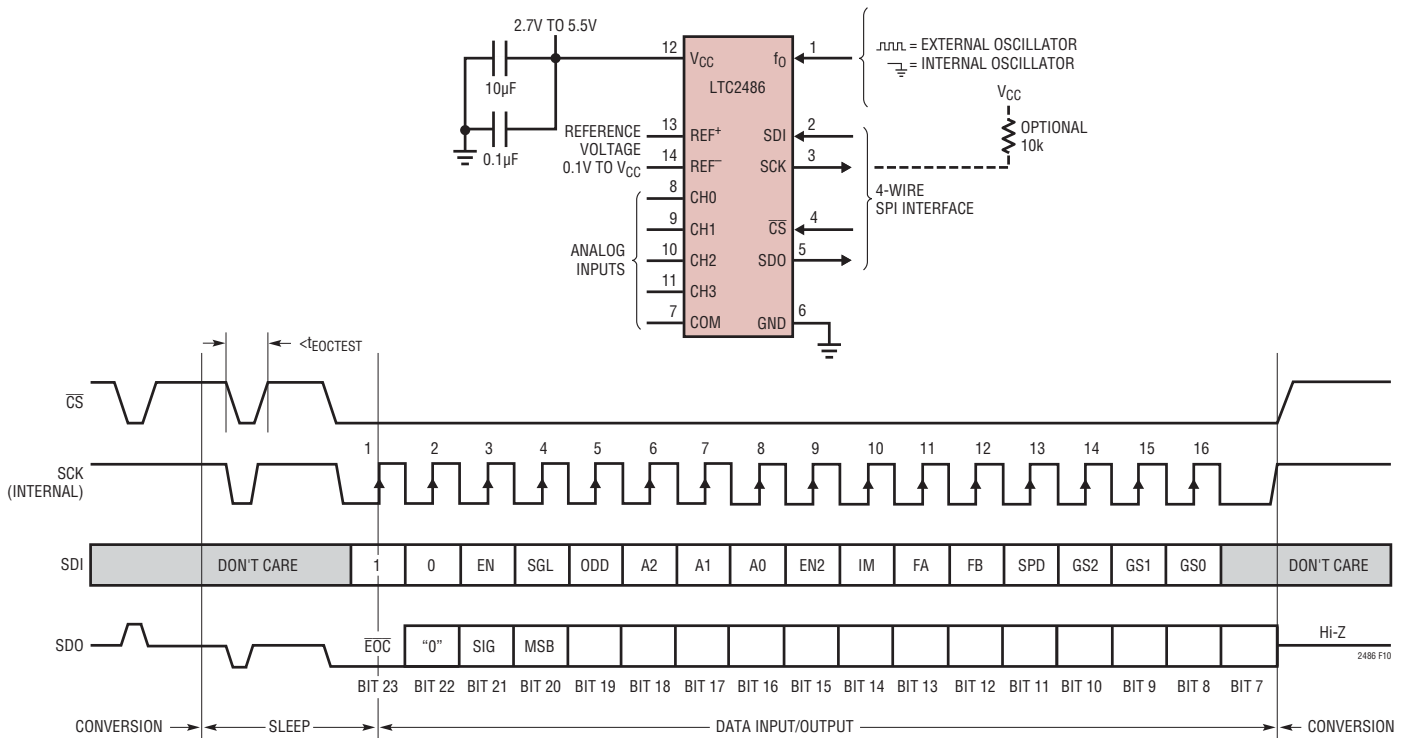 2.7V TO 5.5V
10µF
0.1µF
REFERENCE
VOLTAGE
0.1V TO VCC
ANALOG
INPUTS
12
13
14
8
9
10
11
7
VCC
fO
LTC2486
REF+
SDI
REF–
SCK
CH0
CH1
CS
CH2
SDO
CH3
COM
GND
1
2
3
4
5
6
= EXTERNAL OSCILLATOR
= INTERNAL OSCILLATOR
VCC
OPTIONAL
10k
4-WIRE
SPI INTERFACE
<tEOCTEST
CS
1 2 3 4 5 6 7 8 9 10 11 12 13 14 15 16
SCK
(INTERNAL)
SDI DON'T CARE 1 0 EN SGL ODD A2 A1 A0 EN2 IM FA FB SPD GS2 GS1 GS0 DON'T CARE
SDO EOC “0” SIG MSB Hi-Z
2486 F10
BIT 23 BIT 22 BIT 21 BIT 20 BIT 19 BIT 18 BIT 17 BIT 16 BIT 15 BIT 14 BIT 13 BIT 12 BIT 11 BIT 10 BIT 9 BIT 8 BIT 7
CONVERSION SLEEP DATA INPUT/OUTPUT CONVERSION